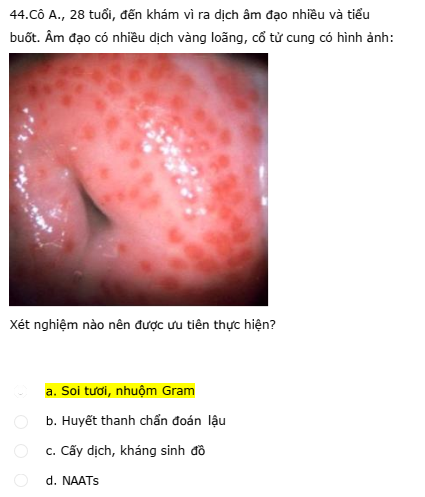 44.Cô A., 28 tuổi, đến khám vì ra dịch âm đạo nhiều và tiểu
buốt. Âm đạo có nhiều dịch vàng loãng, cổ tử cung có hình ảnh:
Xét nghiệm nào nên được ưu tiên thực hiện?
a. Soi tươi, nhuộm Gram
b. Huyết thanh chẩn đoán lậu
c. Cấy dịch, kháng sinh đồ
d. NAATs